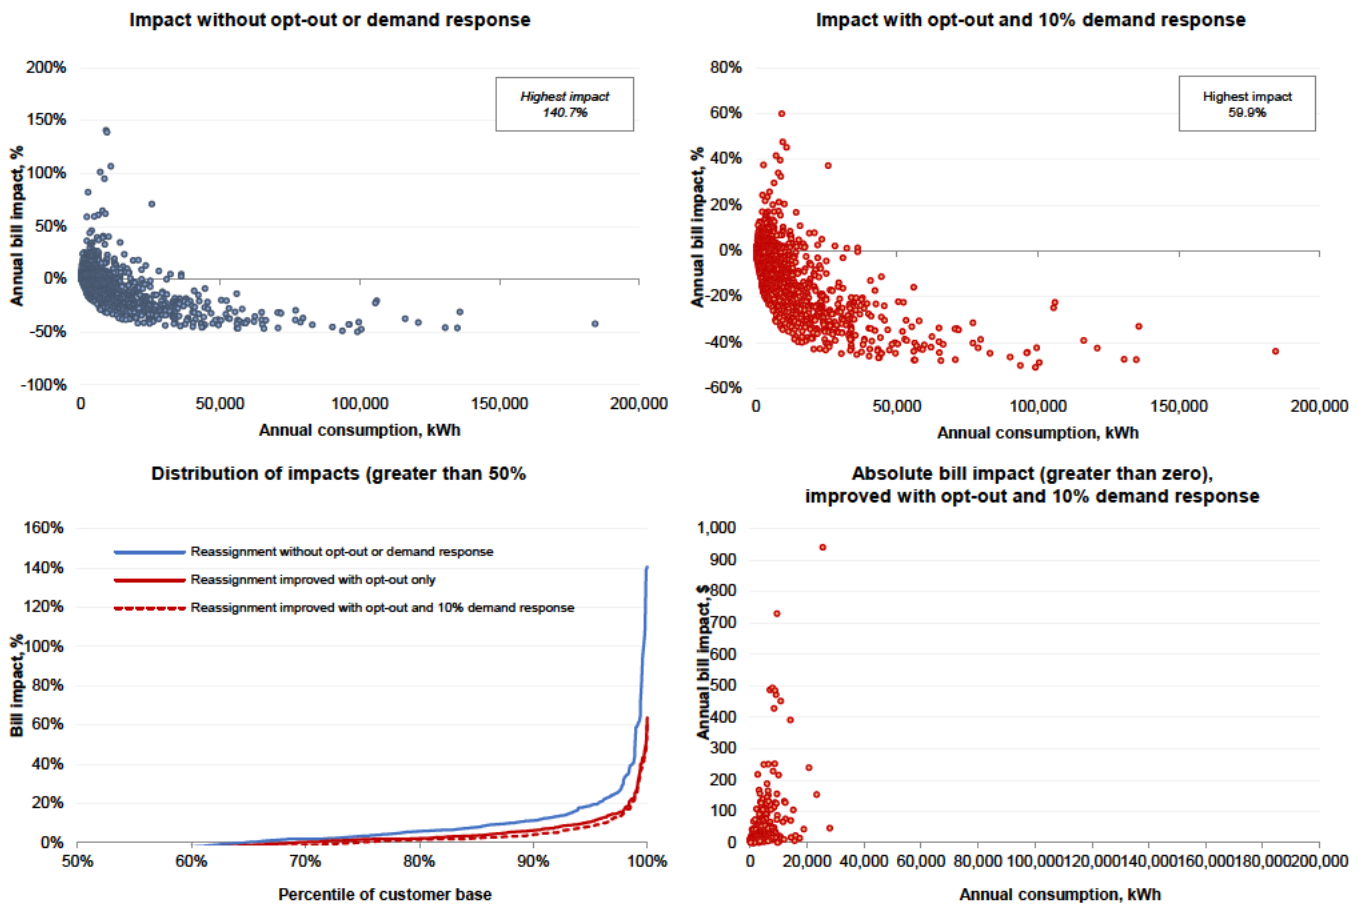 Impact without opt-out or demand response
200%
150%
100%
50%
0%
-50%
-100%
Annual bill impact, %
Highest impact
140.7%
0 50,000 100,000 150,000 200,000
Annual consumption, kWh
Impact with opt-out and 10% demand response
80%
60%
40%
20%
0%
-20%
-40%
-60%
Annual bill impact, %
Highest impact
59.9%
0 50,000 100,000 150,000 200,000
Annual consumption, kWh
Distribution of impacts (greater than 50%
160%
140%
120%
100%
80%
60%
40%
20%
0%
Bill impact, %
Reassignment without opt-out or demand response
Reassignment improved with opt-out only
Reassignment improved with opt-out and 10% demand response
50% 60% 70% 80% 90% 100%
Percentile of customer base
Absolute bill impact (greater than zero),
improved with opt-out and 10% demand response
1,000
900
800
700
600
500
400
300
200
100
0
Annual bill impact, $
0 20,000 40,000 60,000 80,000 100,000120,000140,000160,000180,000200,000
Annual consumption, kWh